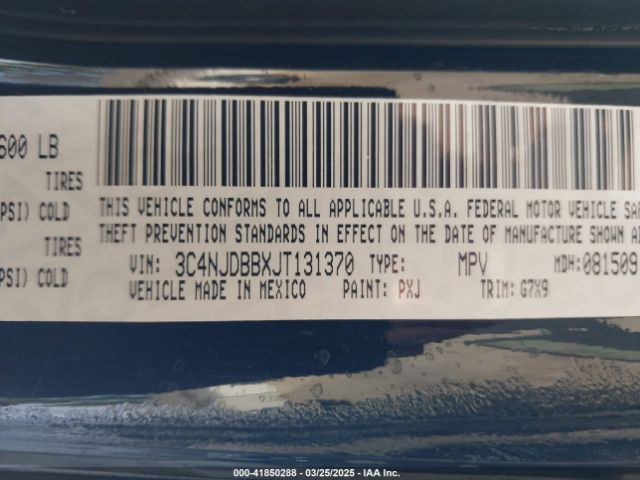 600 LB
TIRES
PSI) COLD
TIRES
PSI) COLD
THIS VEHICLE CONFORMS TO ALL APPLICABLE U.S.A. FEDERAL MOTOR VEHICLE SAF
THEFT PREVENTION STANDARDS IN EFFECT ON THE DATE OF MANUFACTURE SHOWN A
VIN: 3C4NJDBBXJT131370 TYPE: MPV MDH:081509
VEHICLE MADE IN MEXICO PAINT: PXJ TRIM: G7X9
000-41850288 - 03/25/2025 - IAA Inc.